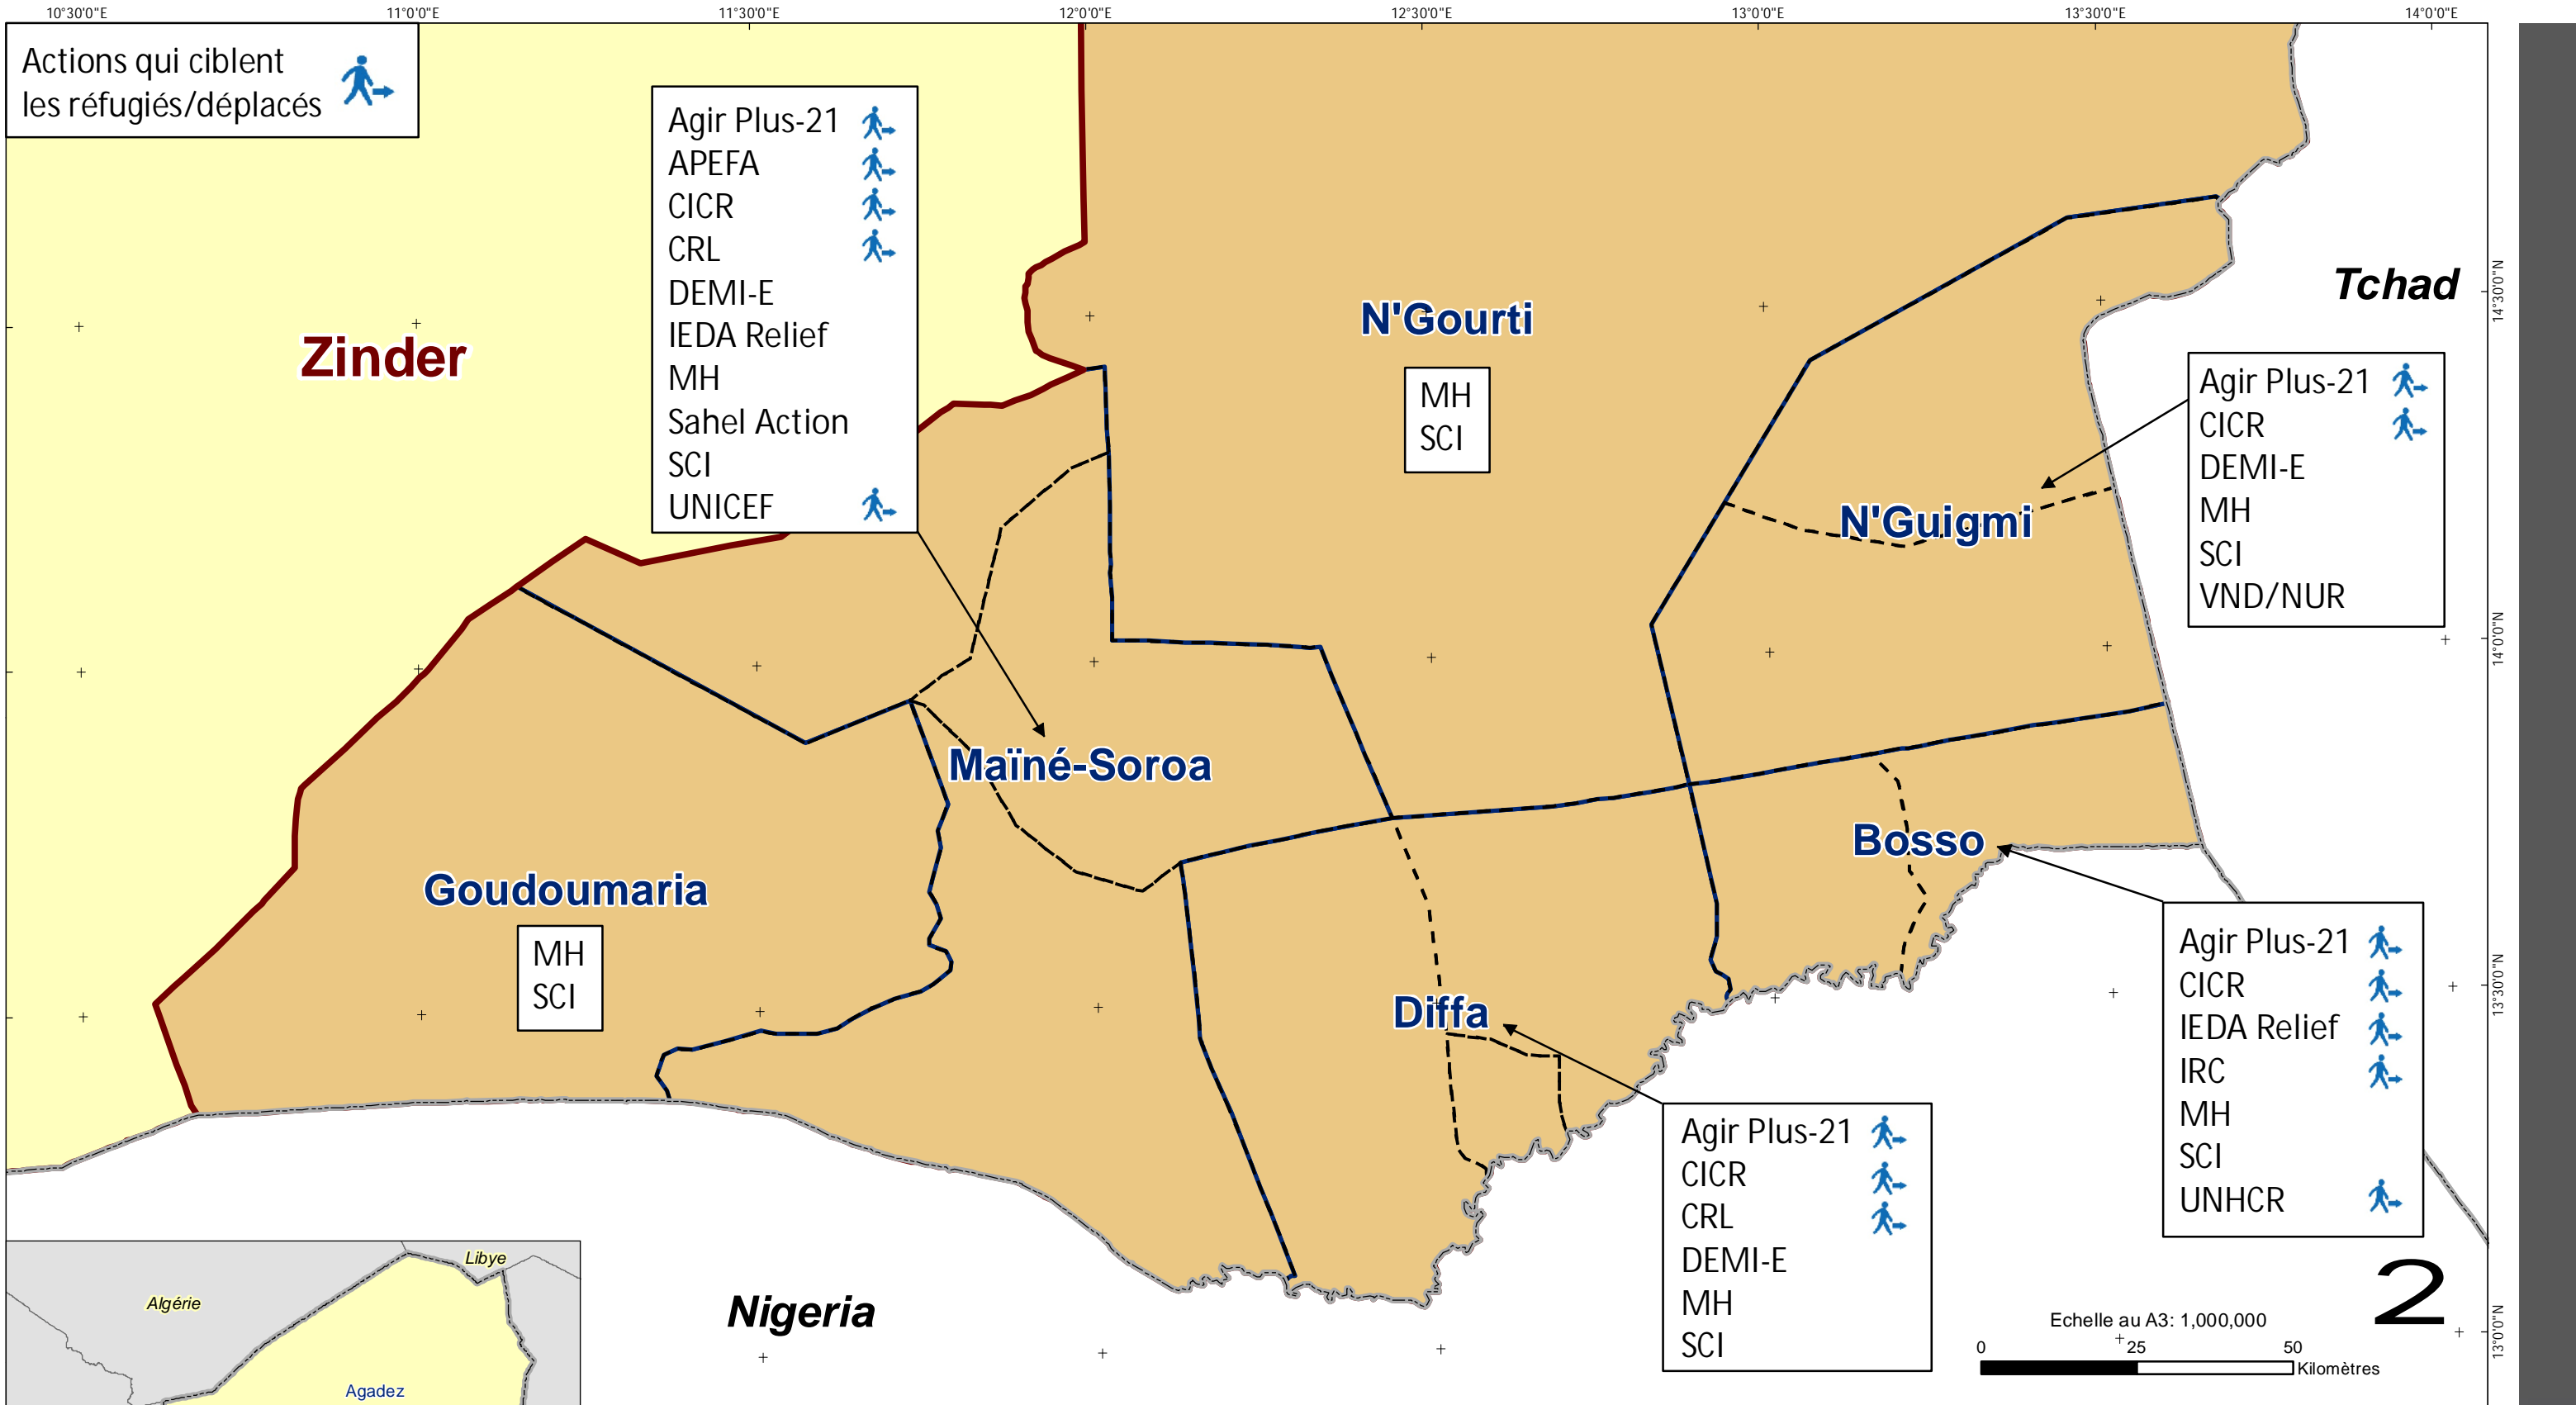 10°30'0"E
11°0'0"E
11°30'0"E
12°0'0"E
12°30'0"E
13°0'0"E
13°30'0"E
14°0'0"E
Actions qui ciblent
les réfugiés/déplacés
Agir Plus-21
APEFA
CICR
CRL
DEMI-E
IEDA Relief
MH
Sahel Action
SCI
UNICEF
Zinder
N'Gourti
MH
SCI
Tchad
14°30'0"N
Agir Plus-21
CICR
DEMI-E
MH
SCI
VND/NUR
N'Guigmi
14°0'0"N
Maïné-Soroa
Goudoumaria
MH
SCI
Bosso
Agir Plus-21
CICR
IEDA Relief
IRC
MH
SCI
UNHCR
13°30'0"N
Diffa
Agir Plus-21
CICR
CRL
DEMI-E
MH
SCI
Nigeria
Libye
Algérie
Agadez
2
Echelle au A3: 1,000,000
0 25 50
Kilomètres
13°0'0"N